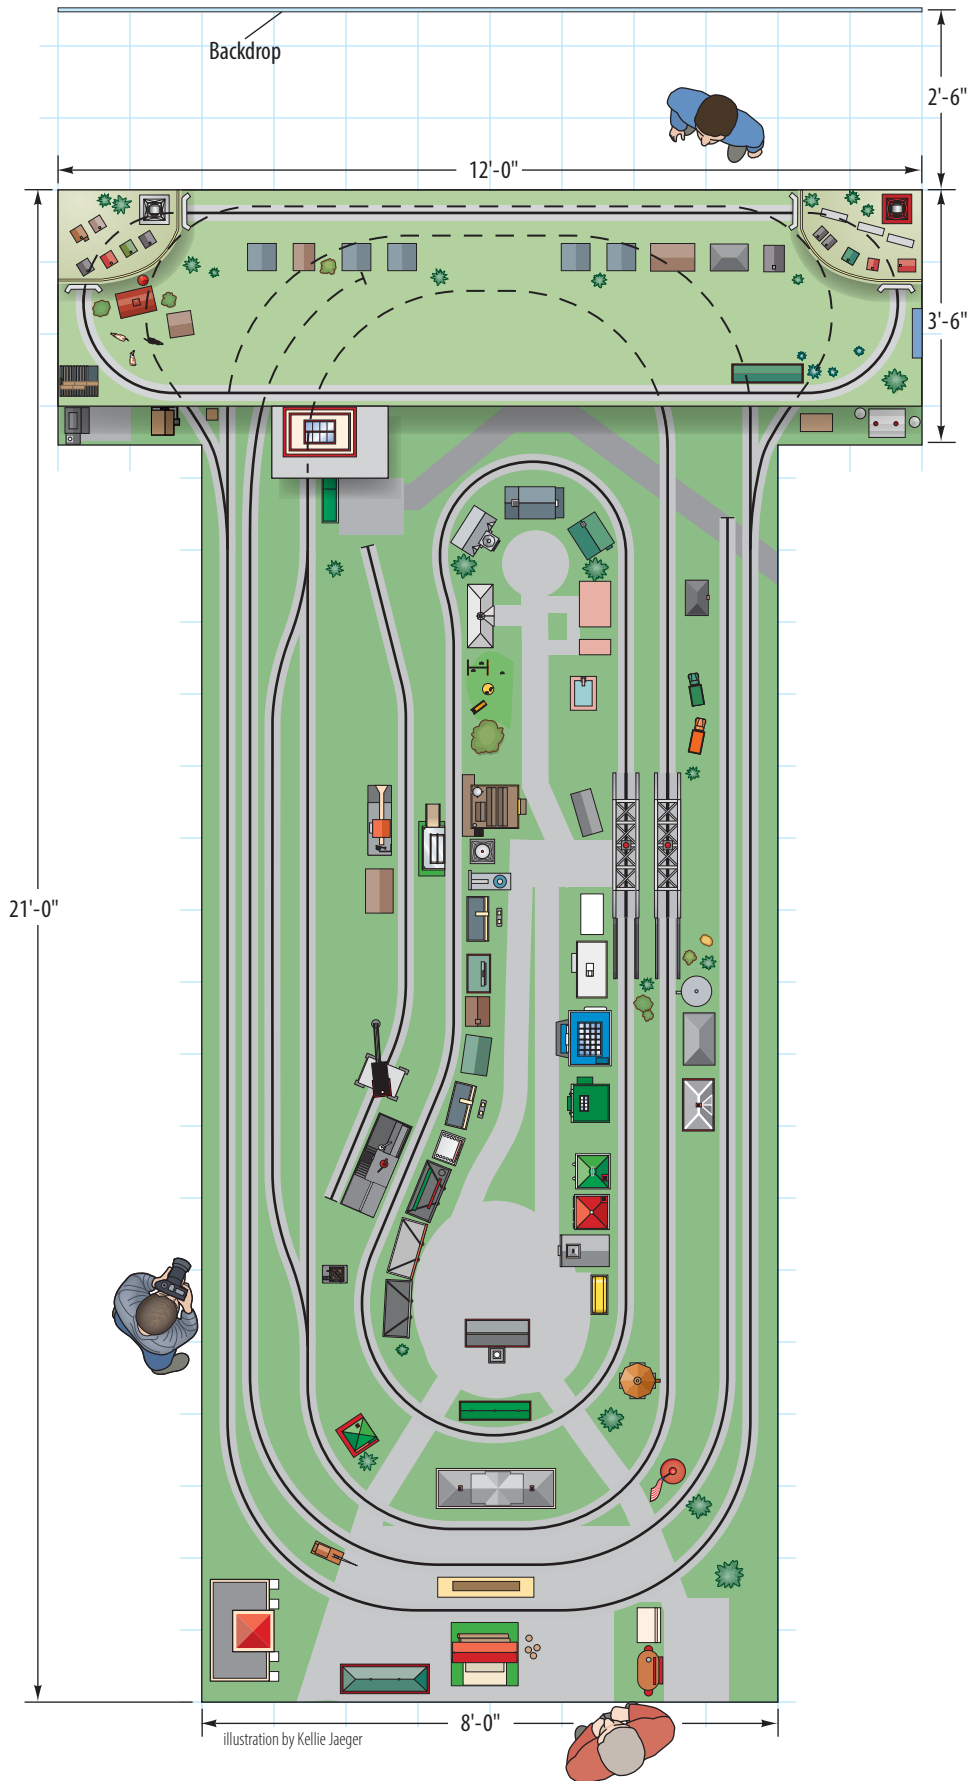 Backdrop
2'-6"
12'-0"
3'-6"
21'-0"
8'-0"
illustration by Kellie Jaeger